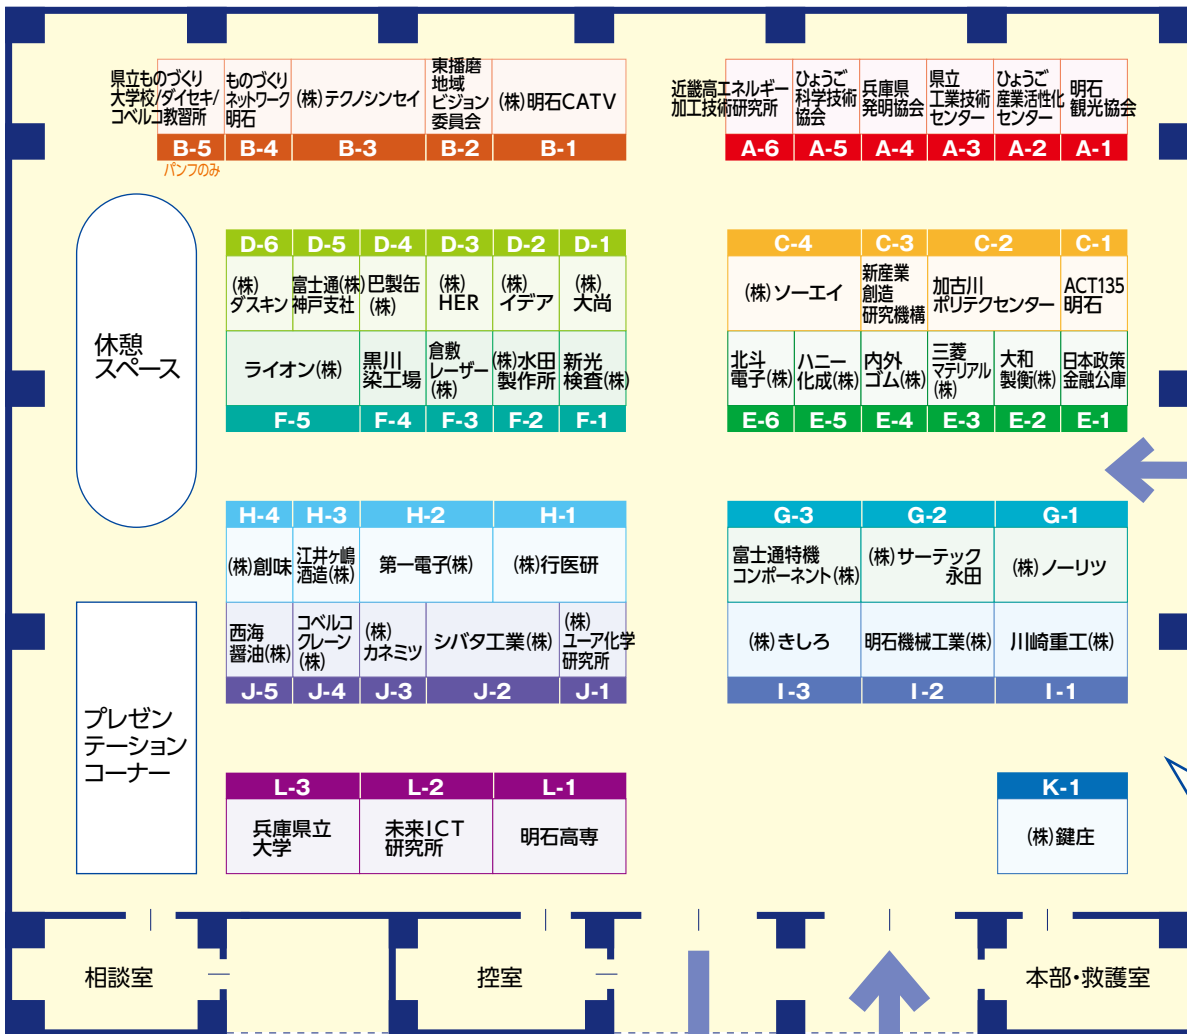 県立ものづくり
大学校/ダイセキ/
コベルコ教習所
ものづくり
ネットワーク
明石
(株)テクノシンセイ
東播磨
地域
ビジョン
委員会
(株)明石CATV
B-5
B-4
B-3
B-2
B-1
パンフのみ
近畿高エネルギー
加工技術研究所
ひょうご
科学技術
協会
兵庫県
発明協会
県立
工業技術
センター
ひょうご
産業活性化
センター
明石
観光協会
A-6
A-5
A-4
A-3
A-2
A-1
休憩
スペース
D-6
D-5
D-4
D-3
D-2
D-1
(株)
ダスキン
富士通(株)
神戸支社
巴製缶
(株)
(株)
HER
(株)
イデア
(株)
大尚
ライオン(株)
黒川
染工場
倉敷
レーザー
(株)
(株)水田
製作所
新光
検査(株)
F-5
F-4
F-3
F-2
F-1
C-4
C-3
C-2
C-1
(株)ソーエイ
新産業
創造
研究機構
加古川
ポリテクセンター
ACT135
明石
北斗
電子(株)
ハニー
化成(株)
内外
ゴム(株)
三菱
マテリアル
(株)
大和
製衡(株)
日本政策
金融公庫
E-6
E-5
E-4
E-3
E-2
E-1
H-4
H-3
H-2
H-1
(株)創味
江井ヶ嶋
酒造(株)
第一電子(株)
(株)行医研
西海
醤油(株)
コベルコ
クレーン
(株)
(株)
カネミツ
シバタ工業(株)
(株)
ユーア化学
研究所
J-5
J-4
J-3
J-2
J-1
G-3
G-2
G-1
富士通特機
コンポーネント(株)
(株)サーテック
永田
(株)ノーリツ
(株)きしろ
明石機械工業(株)
川崎重工(株)
I-3
I-2
I-1
プレゼン
テーション
コーナー
L-3
L-2
L-1
兵庫県立
大学
未来ICT
研究所
明石高専
K-1
(株)鍵庄
相談室
控室
本部・救護室